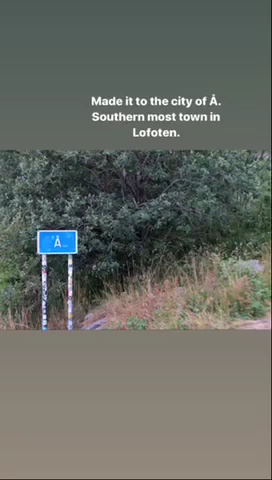 Made it to the city of Å.
Southern most town in
Lofoten.
Å